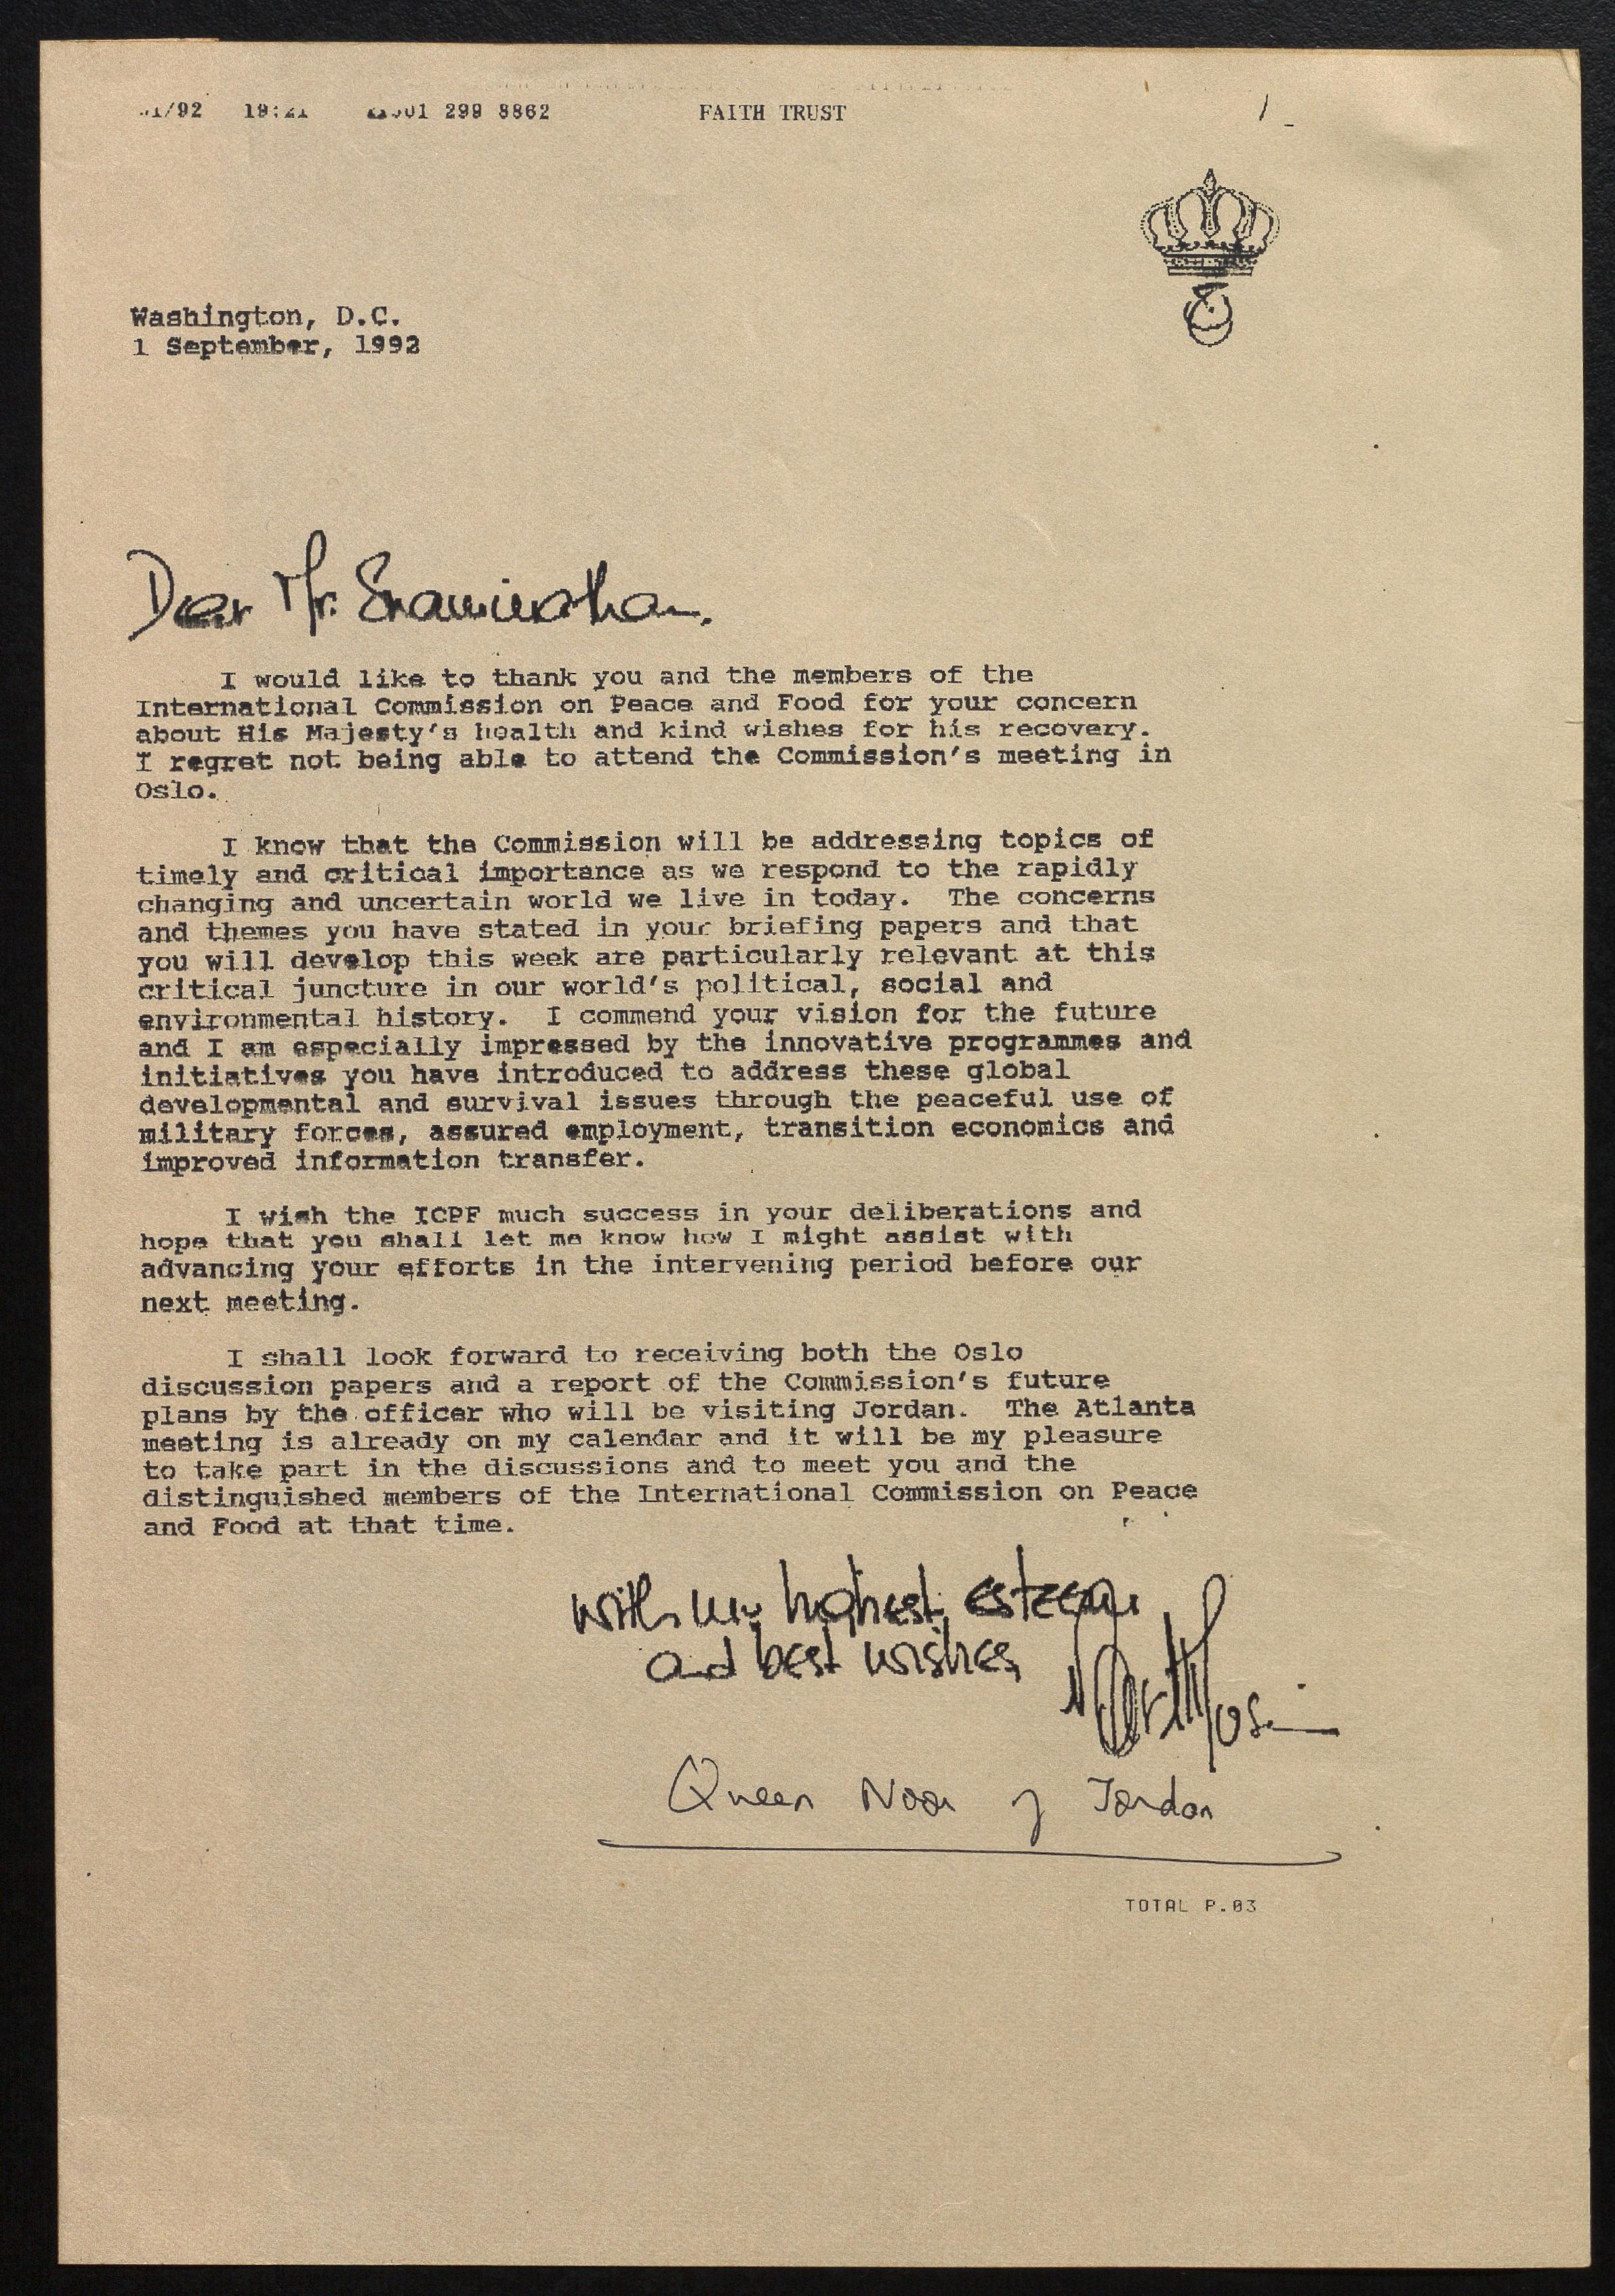 /92 19:21 001 299 8862 FAITH TRUST
Washington, D.C.
1 September, 1992
Dear Mr.
I would like to thank you and the members of the
International Commission on Peace and Food for your concern
about His Majesty's health and kind wishes for his recovery.
I regret not being able to attend the Commission's meeting in
Oslo.
I know that the Commission will be addressing topics of
timely and critical importance as we respond to the rapidly
changing and uncertain world we live in today. The concerns
and themes you have stated in your briefing papers and that
you will develop this week are particularly relevant at this
critical juncture in our world's political, social and
environmental history. I commend your vision for the future
and I am especially impressed by the innovative programmes and
initiatives you have introduced to address these global
developmental and survival issues through the peaceful use of
military forces, assured employment, transition economics and
improved information transfer.
I wish the ICPF much success in your deliberations and
hope that you shall let me know how I might assist with
advancing your efforts in the intervening period before our
next meeting.
I shall look forward to receiving both the Oslo
discussion papers and a report of the Commission's future
plans by the officer who will be visiting Jordan. The Atlanta
meeting is already on my calendar and it will be my pleasure
to take part in the discussions and to meet you and the
distinguished members of the International Commission on Peace
and Food at that time.
with my highest esteem
and best wishes
Queen Noor of Jordan
TOTAL P.03